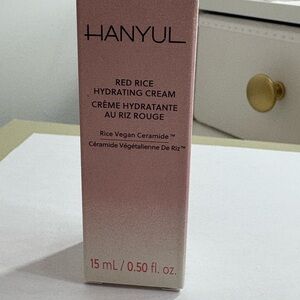 HANYUL
RED RICE
HYDRATING CREAM
CRÈME HYDRATANTE
AU RIZ ROUGE
Rice Vegan Ceramide™
Céramide Végétalienne De Riz™
15 mL / 0.50 fl. oz.